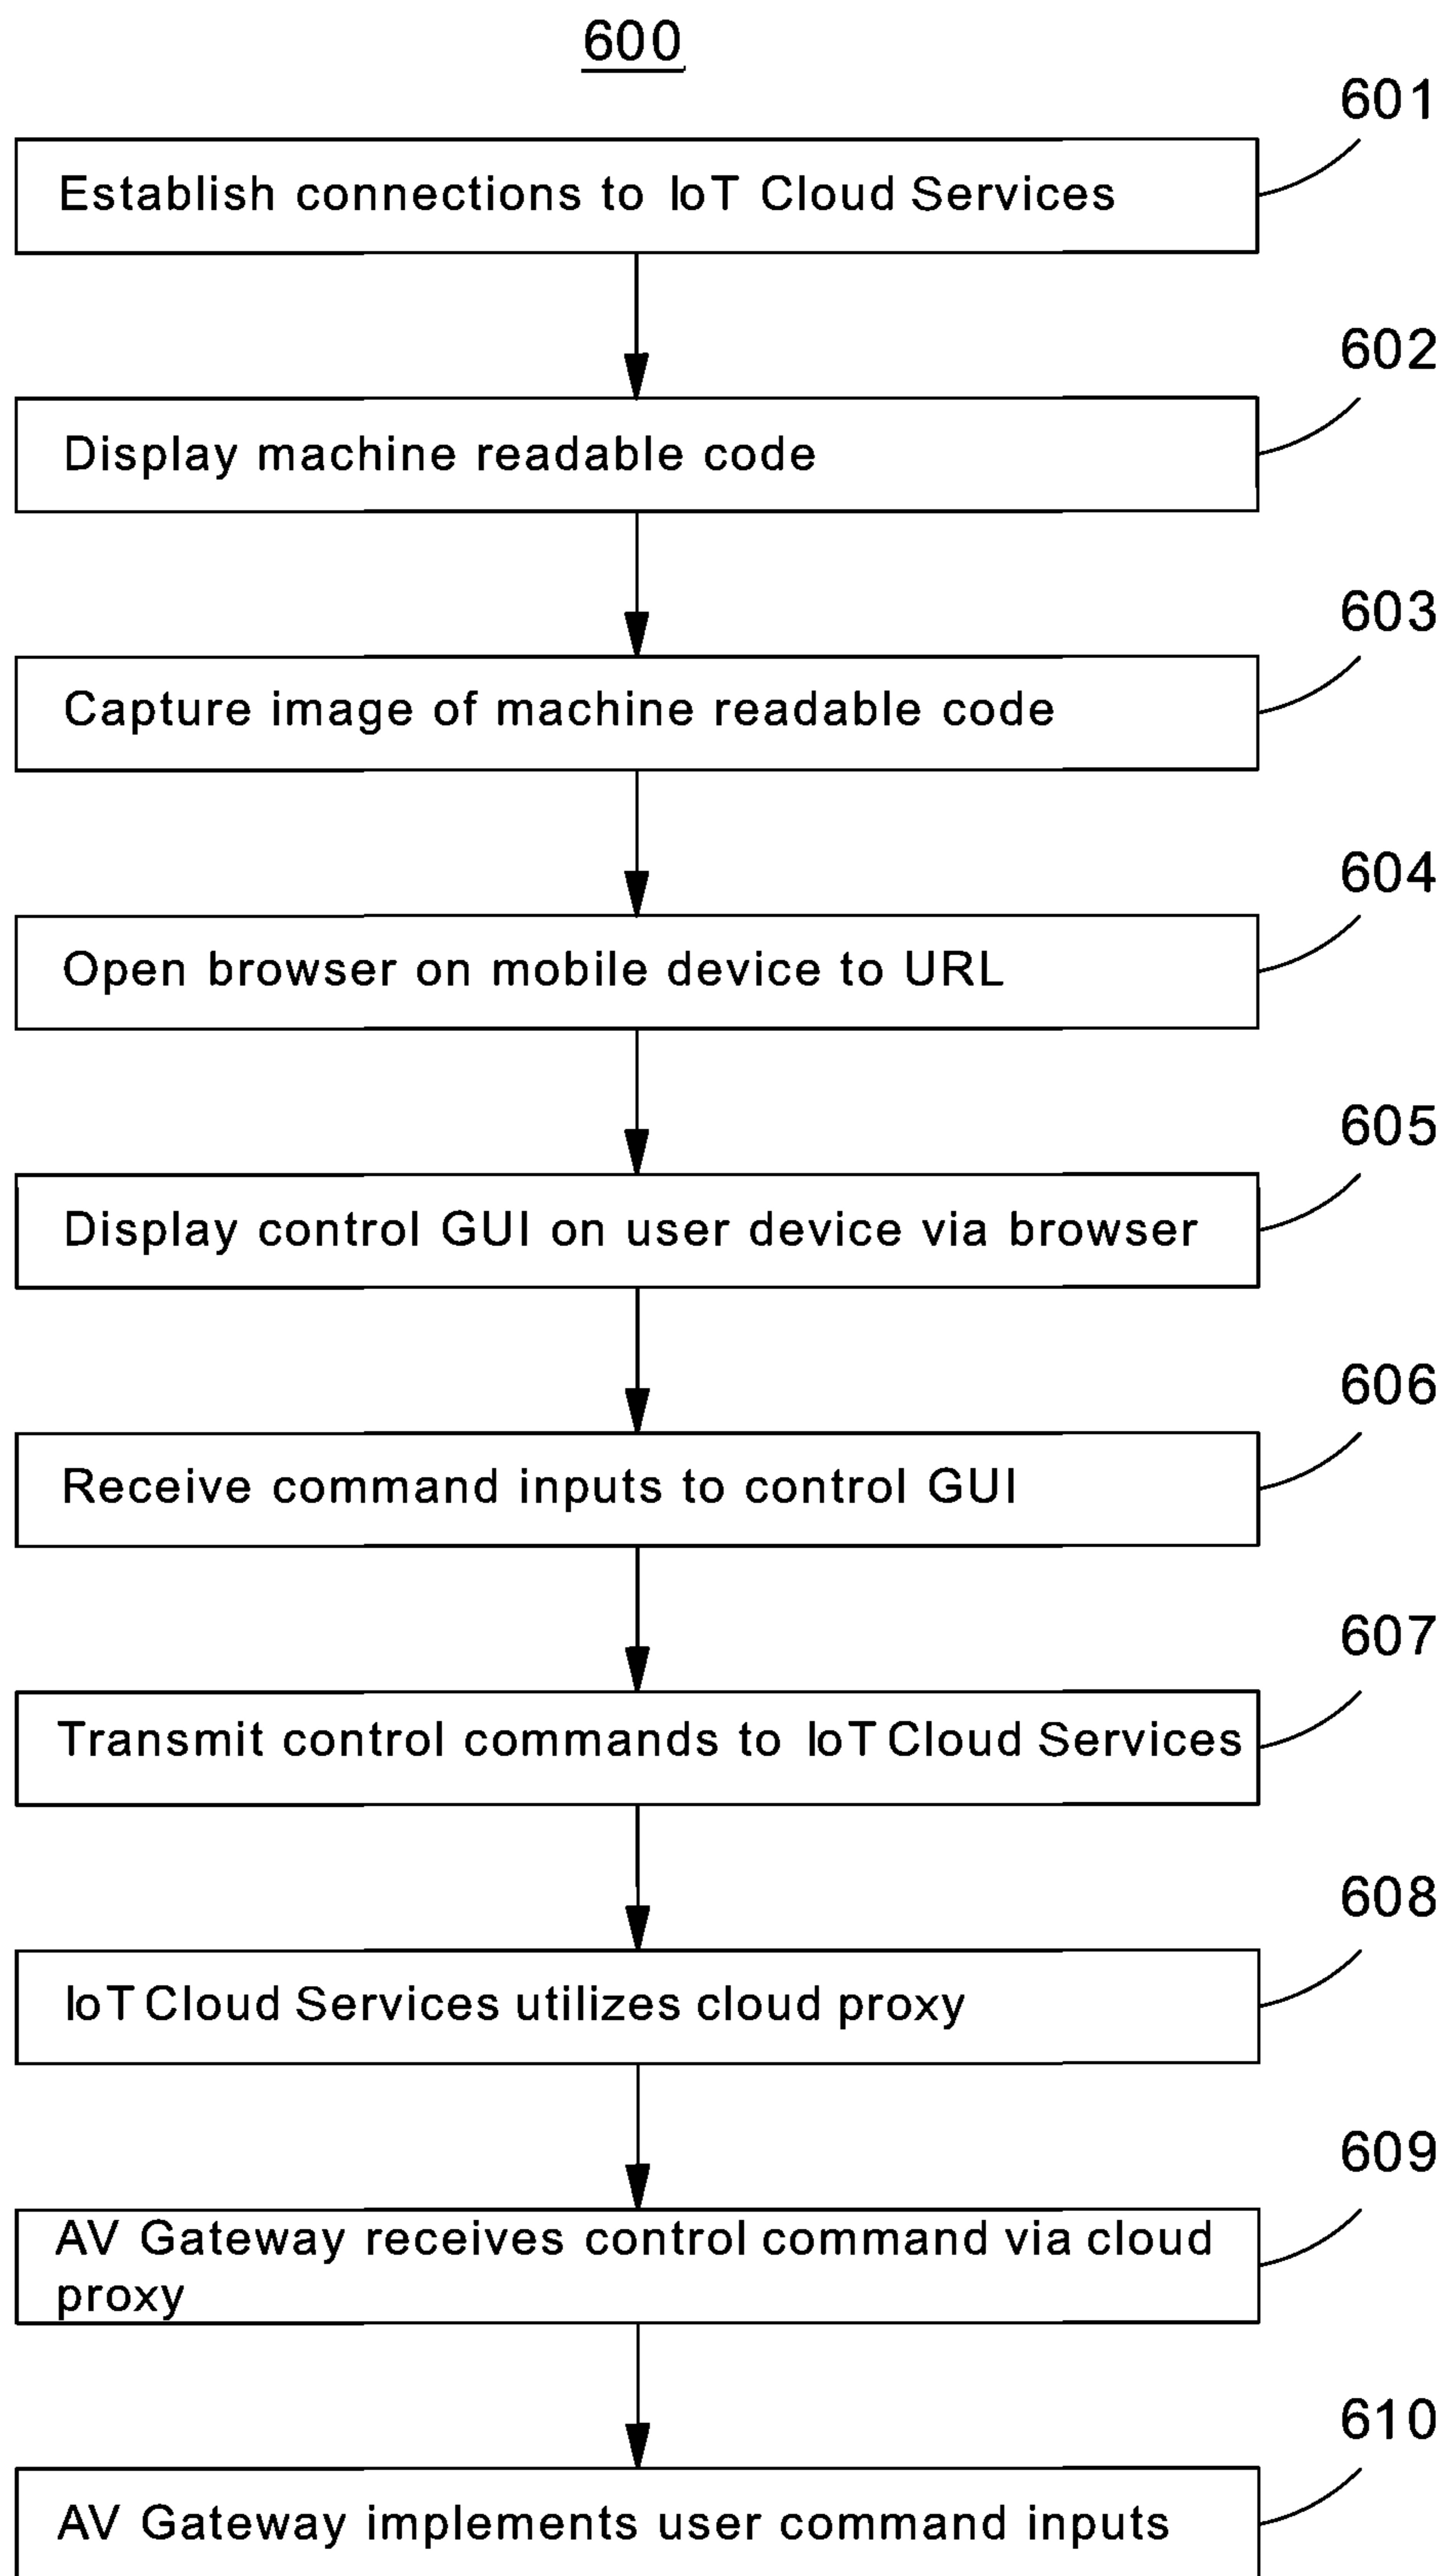 600
601
Establish connections to IoT Cloud Services
602
Display machine readable code
603
Capture image of machine readable code
604
Open browser on mobile device to URL
605
Display control GUI on user device via browser
606
Receive command inputs to control GUI
607
Transmit control commands to IoT Cloud Services
608
IoT Cloud Services utilizes cloud proxy
609
AV Gateway receives control command via cloud
proxy
610
AV Gateway implements user command inputs